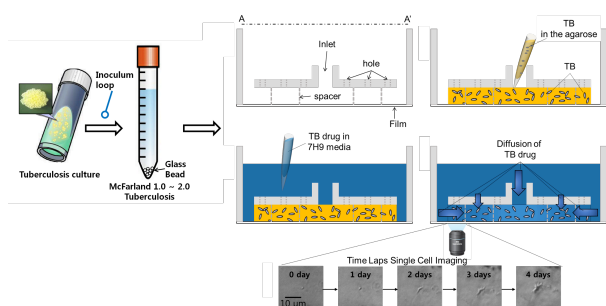 A
A'
Inoculum
loop
Tuberculosis culture
Glass
Bead
McFarland 1.0 ~ 2.0
Tuberculosis
Inlet
hole
spacer
Film
TB
in the agarose
TB
TB drug in
7H9 media
Diffusion of
TB drug
Time Laps Single Cell Imaging
0 day
1 day
2 days
3 days
4 days
10 μm